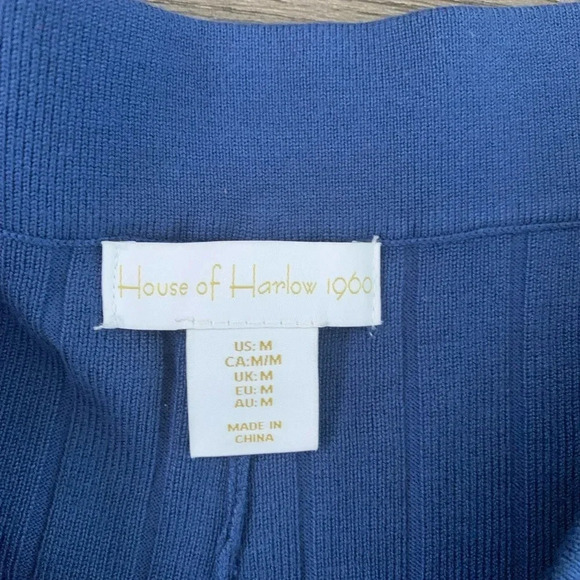 House of Harlow 1960
US: M
CA:M/M
UK: M
EU: M
AU: M
MADE IN
CHINA